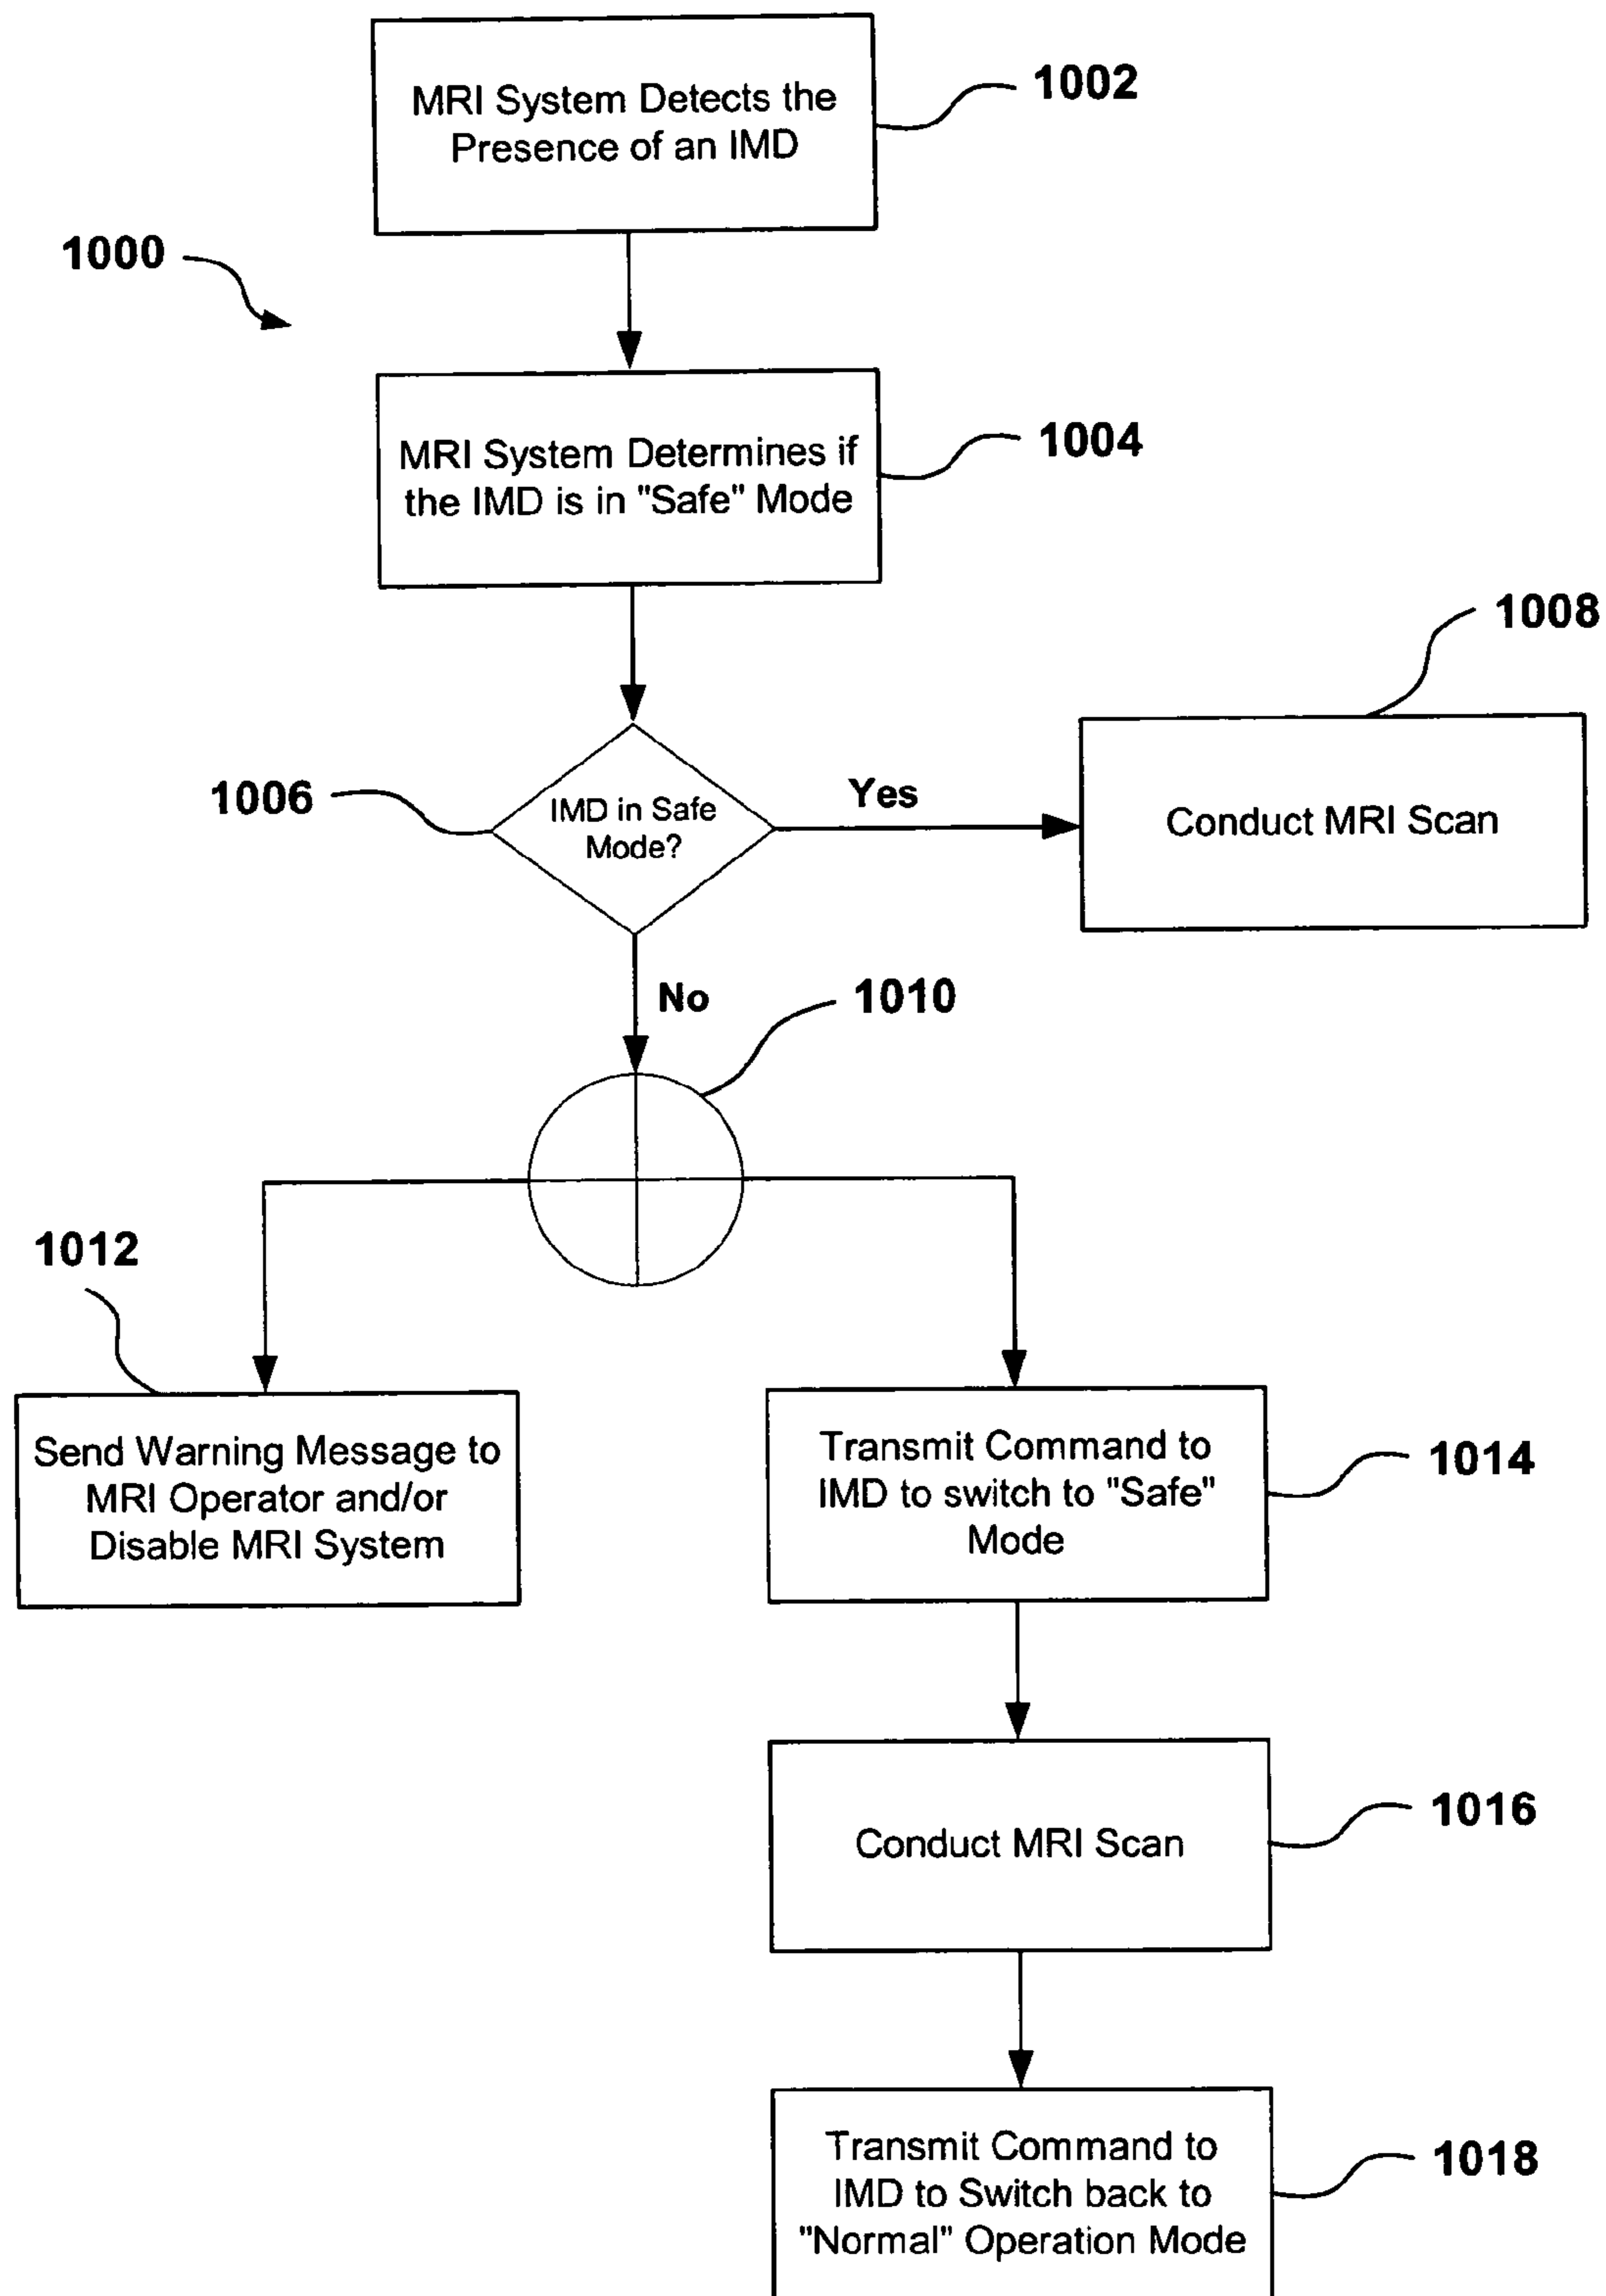 MRI System Detects the
Presence of an IMD
1002
1000
MRI System Determines if
the IMD is in "Safe" Mode
1004
1008
1006
IMD in Safe
Mode?
Yes
Conduct MRI Scan
No
1010
1012
Send Warning Message to
MRI Operator and/or
Disable MRI System
Transmit Command to
IMD to switch to "Safe"
Mode
1014
Conduct MRI Scan
1016
Transmit Command to
IMD to Switch back to
"Normal" Operation Mode
1018